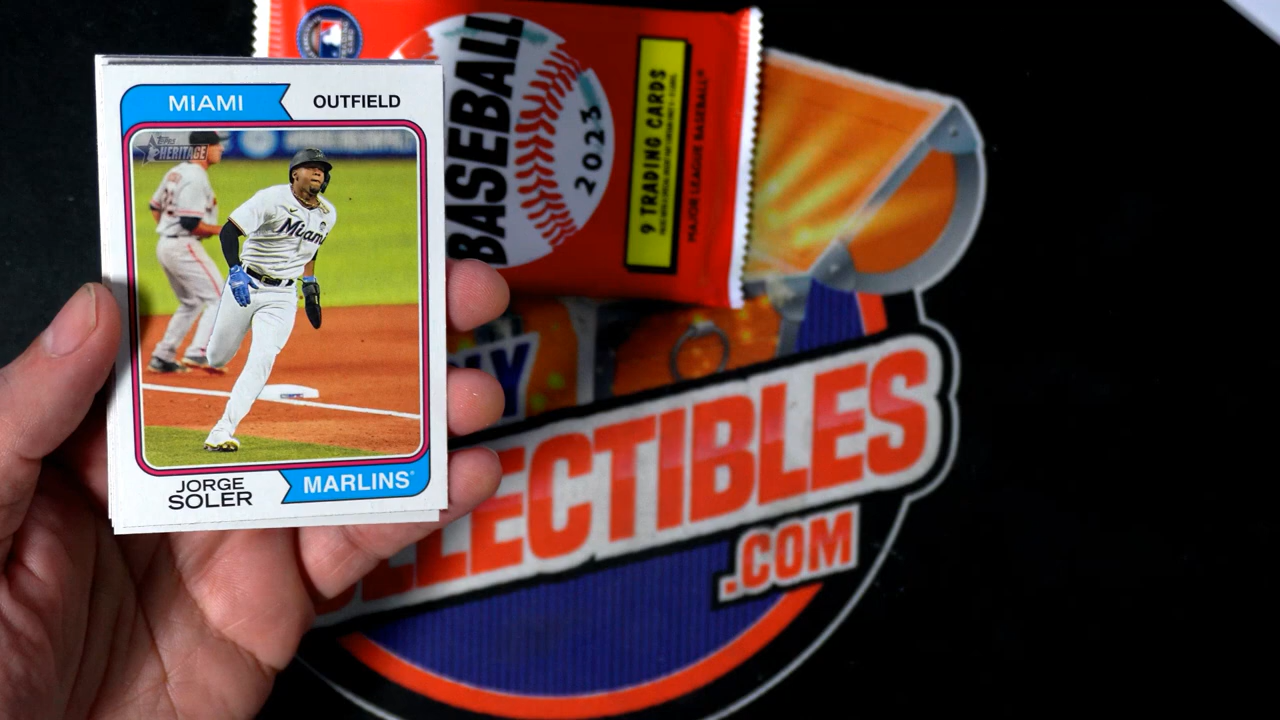 MIAMI
OUTFIELD
Topps
HERITAGE
Miami
JORGE
SOLER
MARLINS
BASEBALL
2023
9 TRADING CARDS
MAJOR LEAGUE BASEBALL
LECTIBLES
.COM